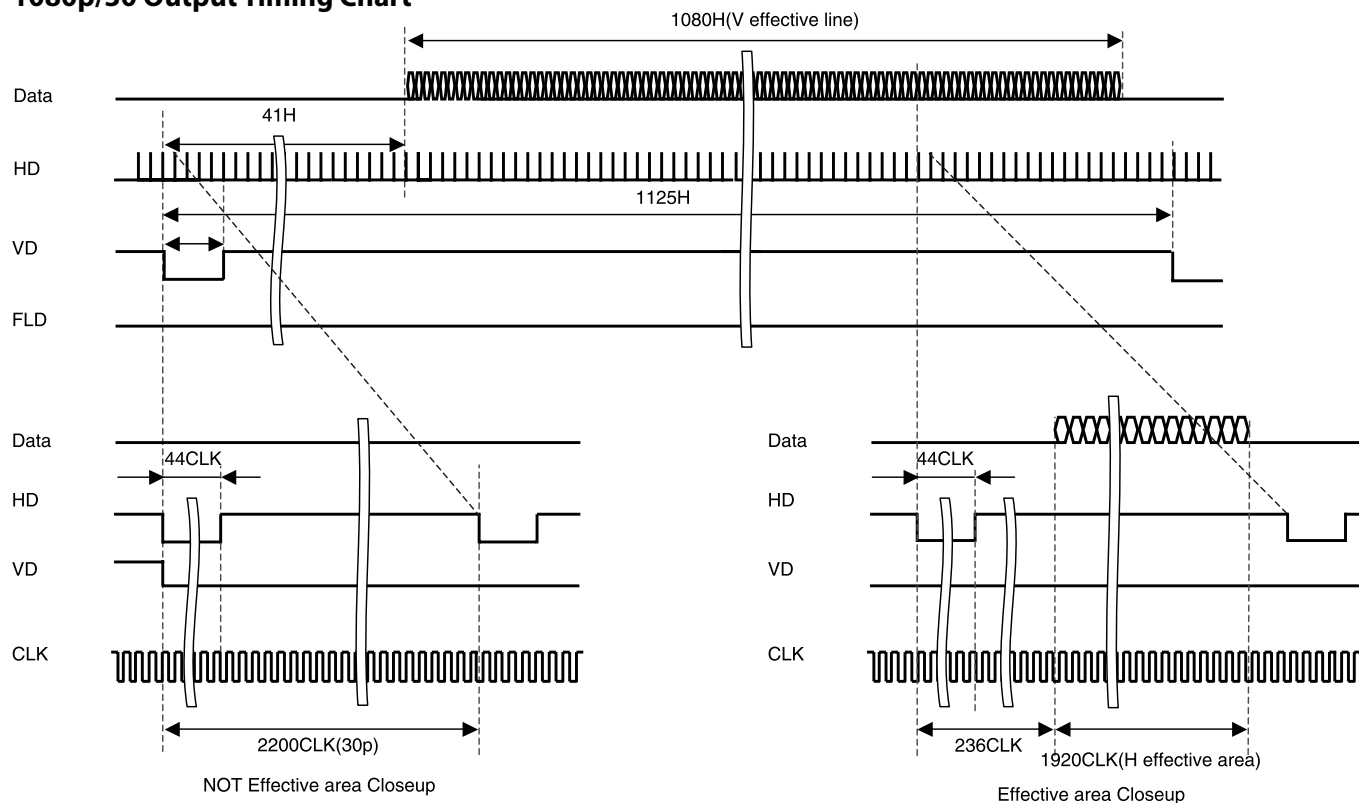 1080p/30 Output Timing Chart
1080H(V effective line)
Data
41H
HD
1125H
VD
FLD
Data
44CLK
HD
VD
CLK
2200CLK(30p)
NOT Effective area Closeup
Data
44CLK
HD
VD
CLK
236CLK
1920CLK(H effective area)
Effective area Closeup